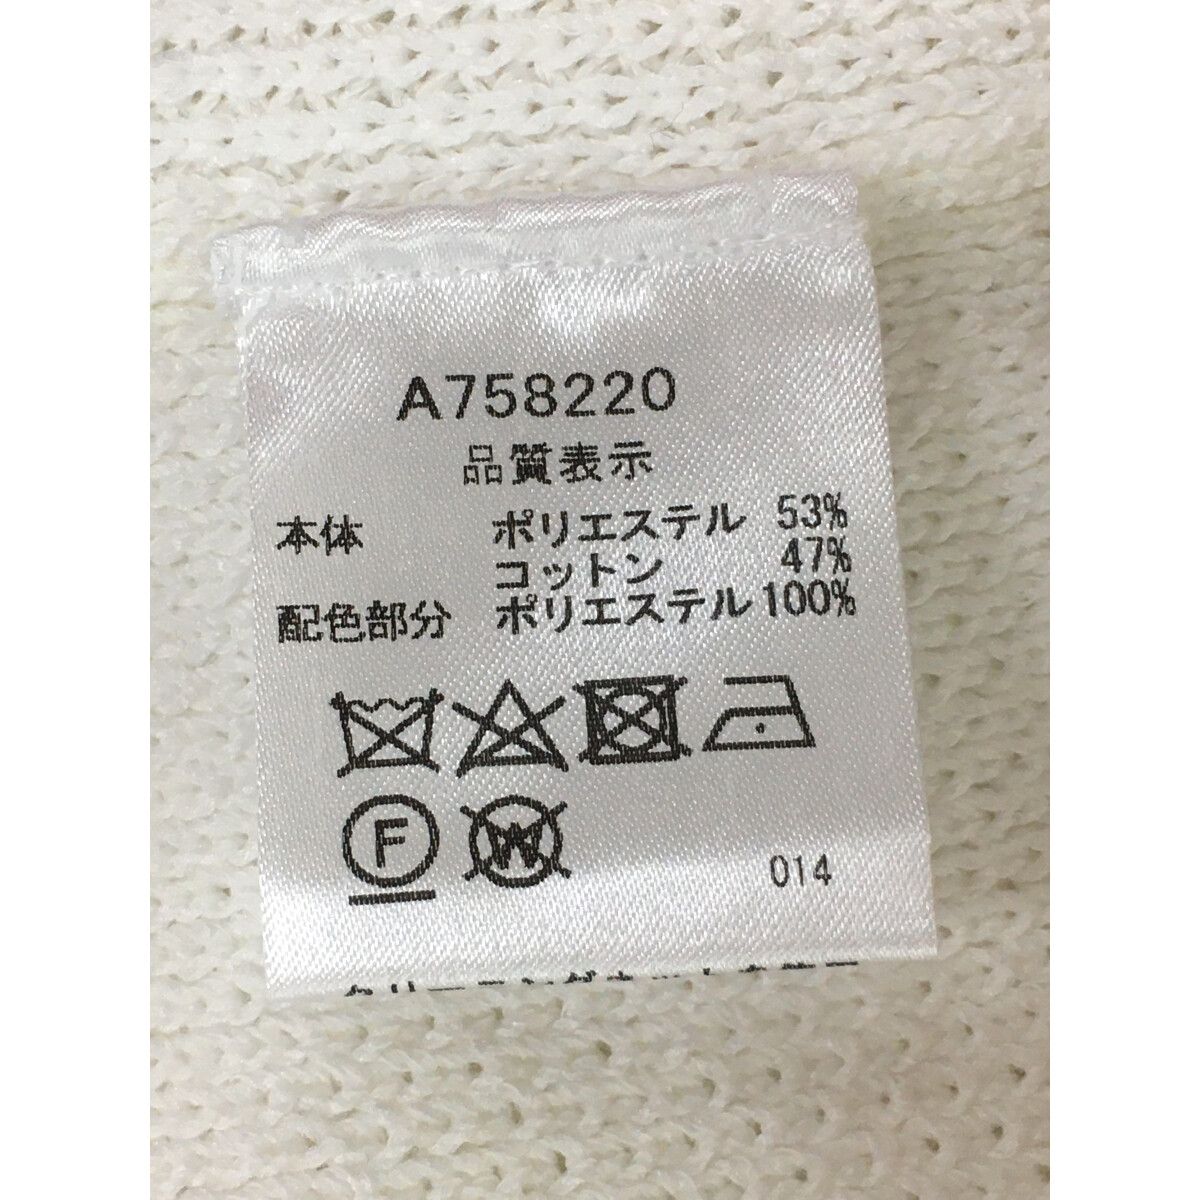 A758220
品質表示
本体 ポリエステル 53%
コットン 47%
配色部分 ポリエステル 100%
F W
014